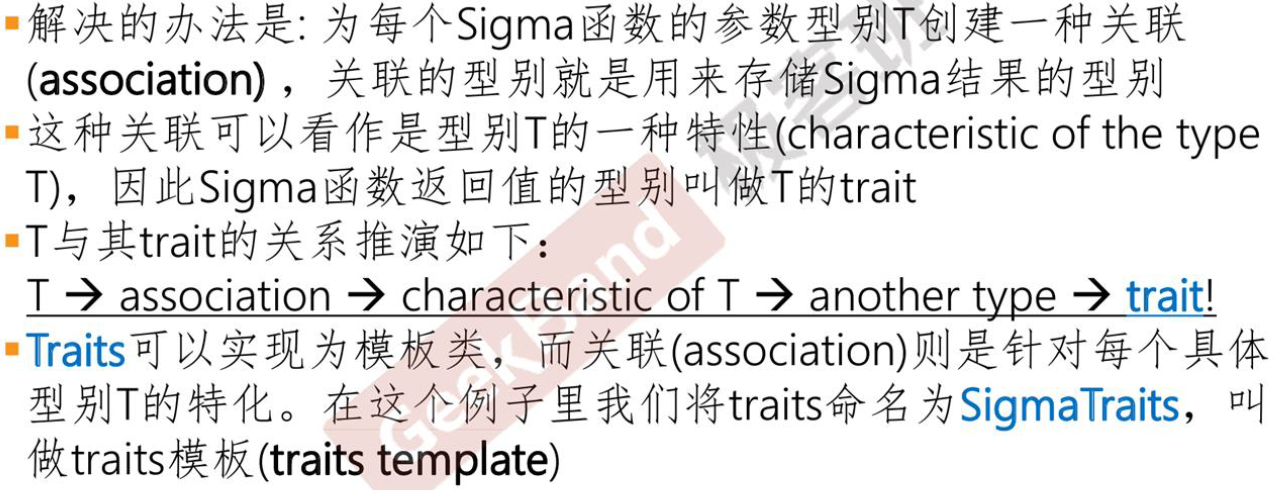 ▪解决的办法是: 为每个Sigma函数的参数型别T创建一种关联
(association) ，关联的型别就是用来存储Sigma结果的型别
▪这种关联可以看作是型别T的一种特性(characteristic of the type
T)，因此Sigma函数返回值的型别叫做T的trait
▪T与其trait的关系推演如下：
T → association → characteristic of T → another type → trait!
▪Traits可以实现为模板类，而关联(association)则是针对每个具体
型别T的特化。在这个例子里我们将traits命名为SigmaTraits，叫
做traits模板(traits template)
GeekBand
极客班